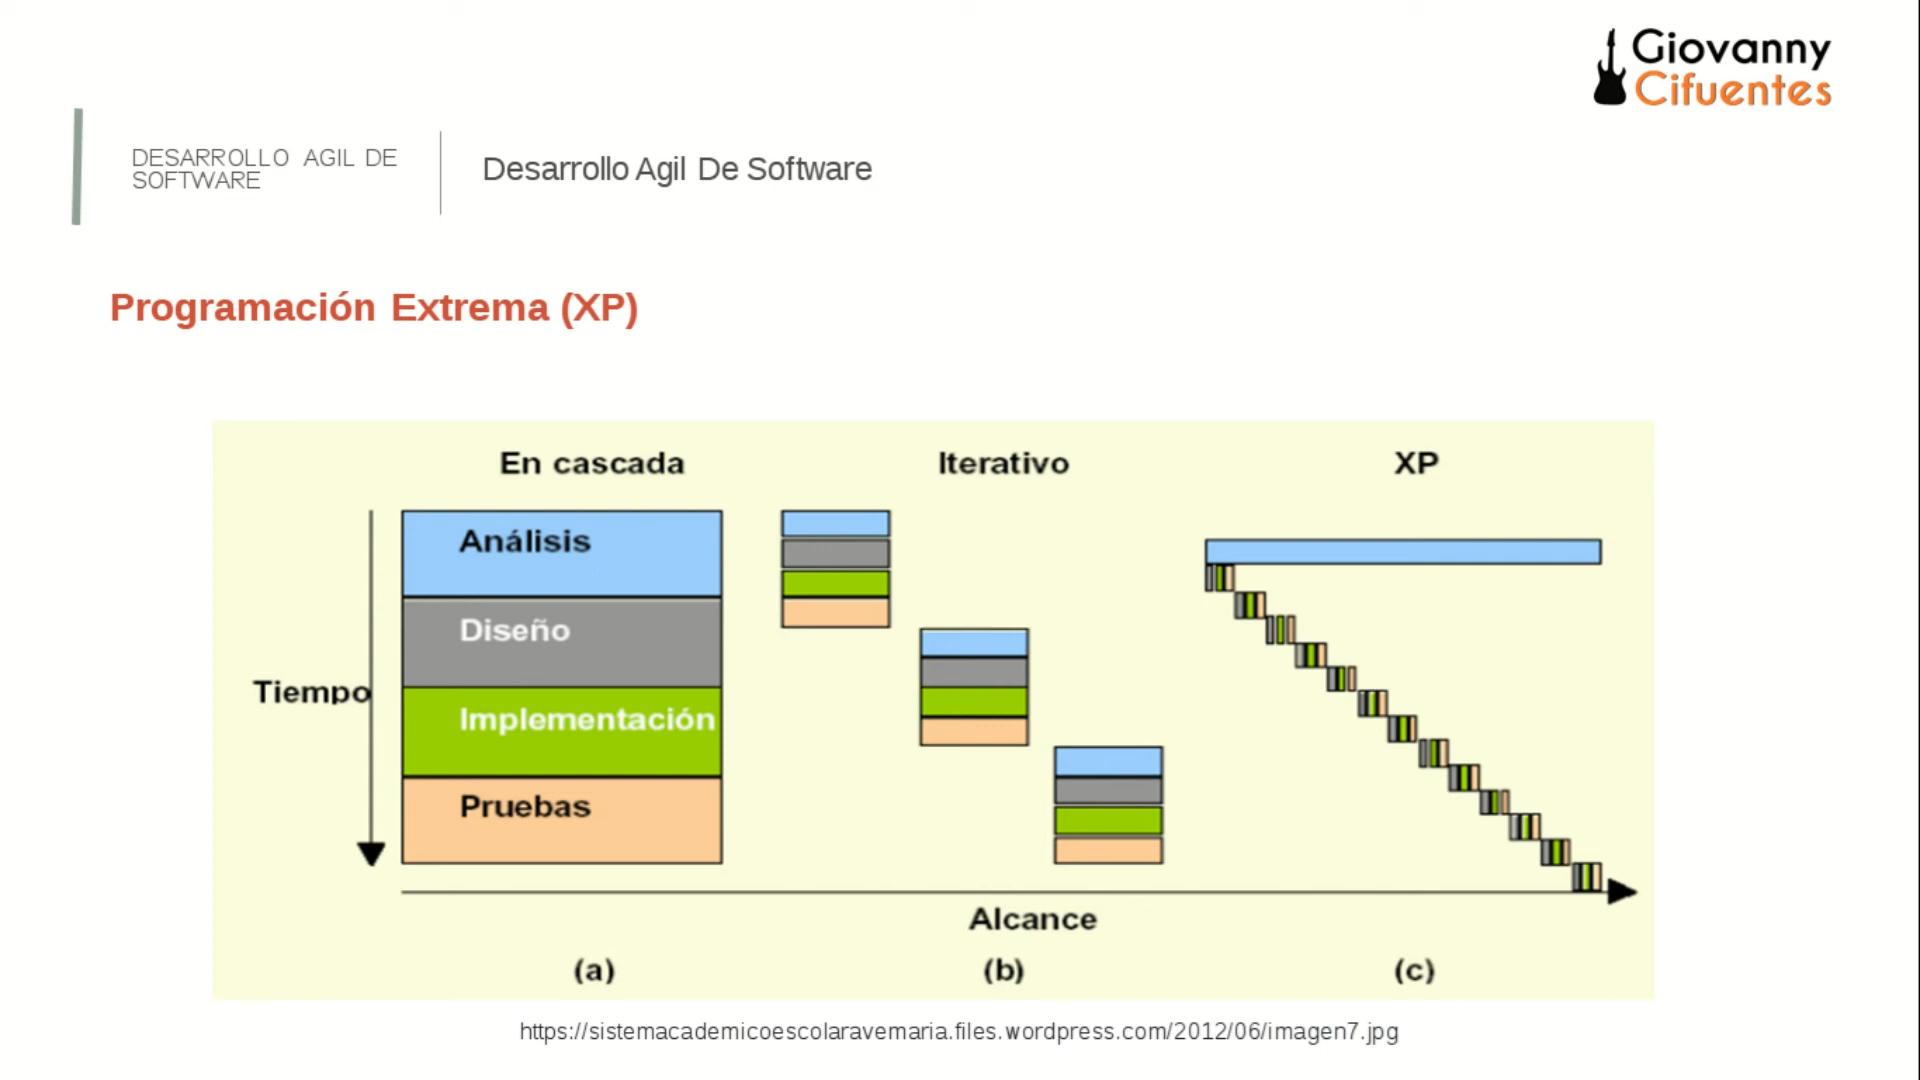 Giovanny
Cifuentes
DESARROLLO AGIL DE
SOFTWARE
Desarrollo Agil De Software
Programación Extrema (XP)
En cascada
Iterativo
XP
Análisis
Diseño
Tiempo
Implementación
Pruebas
Alcance
(a)
(b)
(c)
https://sistemacademicoescolaravemaria.files.wordpress.com/2012/06/imagen7.jpg